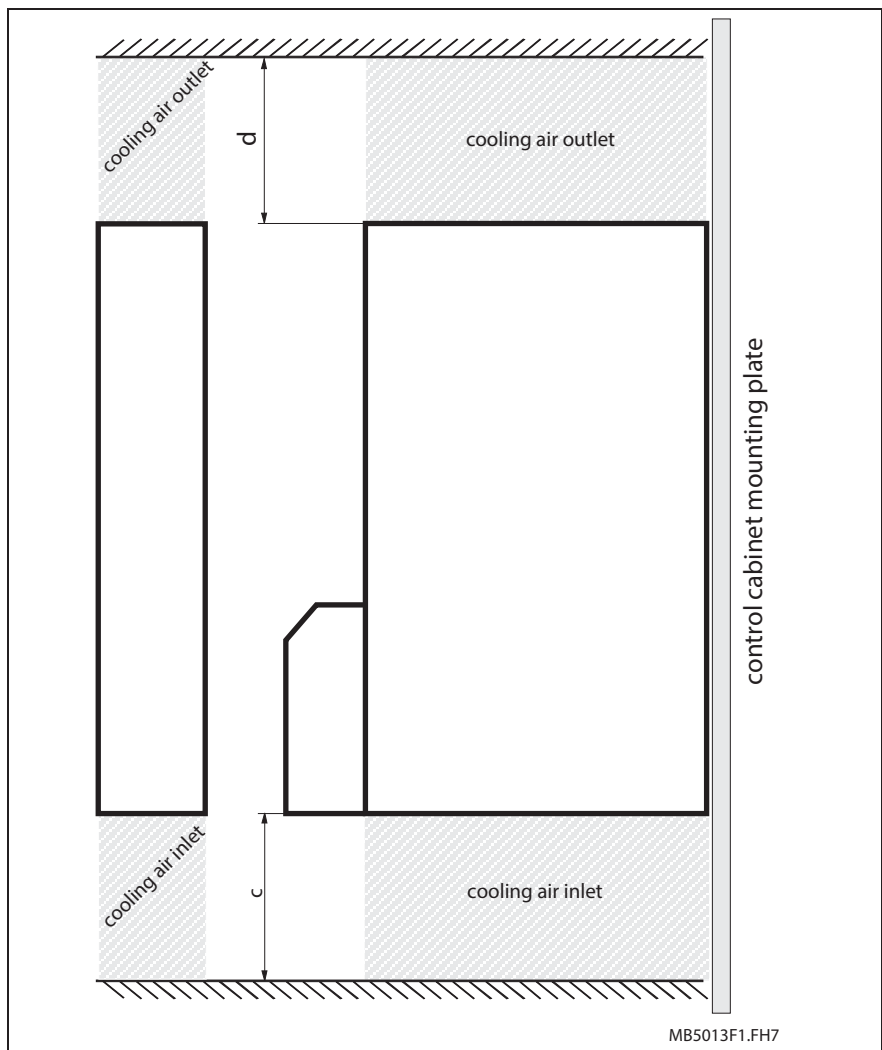 cooling air outlet
d
cooling air outlet
control cabinet mounting plate
cooling air inlet
c
cooling air inlet
MB5013F1.FH7